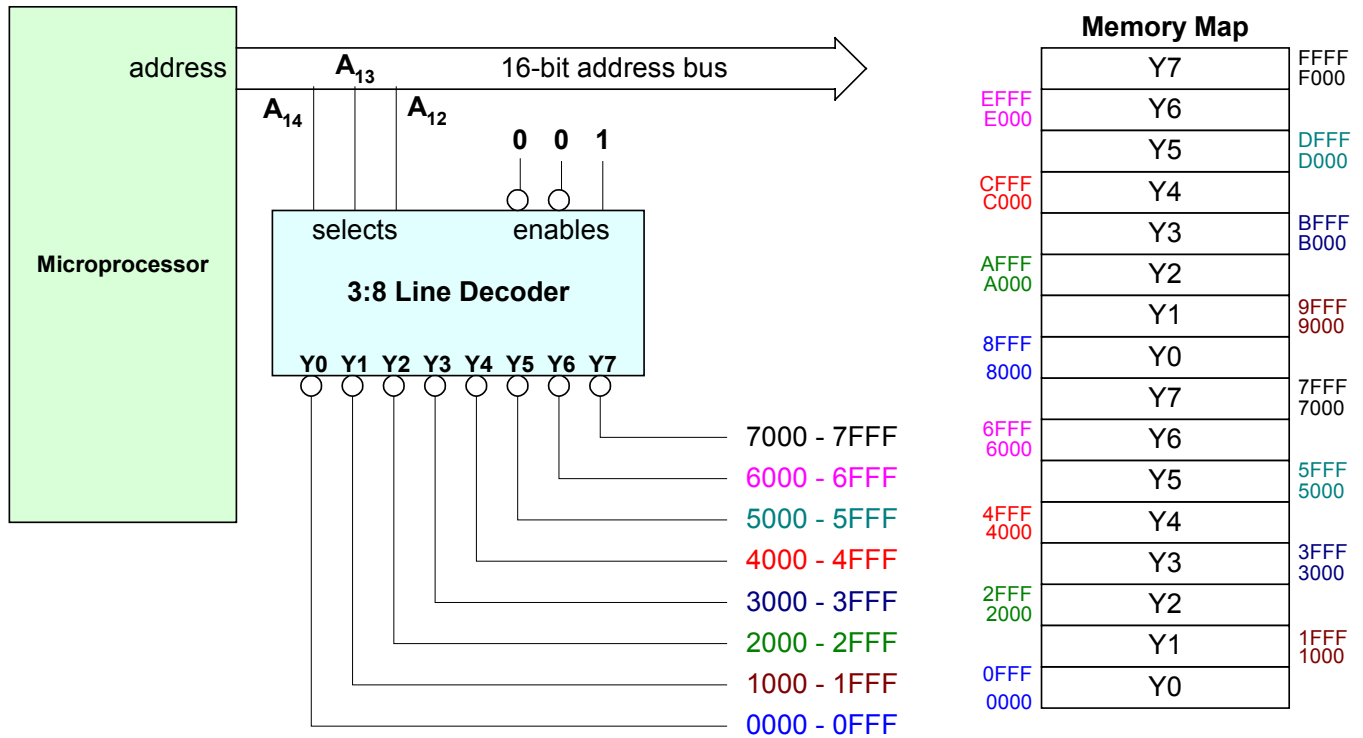 Memory Map
address
A13
16-bit address bus
A14
A12
0 0 1
selects
enables
Microprocessor
3:8 Line Decoder
Y0 Y1 Y2 Y3 Y4 Y5 Y6 Y7
7000 - 7FFF
6000 - 6FFF
5000 - 5FFF
4000 - 4FFF
3000 - 3FFF
2000 - 2FFF
1000 - 1FFF
0000 - 0FFF
Y7
FFFF
F000
EFFF
E000
Y6
Y5
DFFF
D000
CFFF
C000
Y4
Y3
BFFF
B000
AFFF
A000
Y2
Y1
9FFF
9000
8FFF
8000
Y0
Y7
7FFF
7000
6FFF
6000
Y6
Y5
5FFF
5000
4FFF
4000
Y4
Y3
3FFF
3000
2FFF
2000
Y2
Y1
1FFF
1000
0FFF
0000
Y0